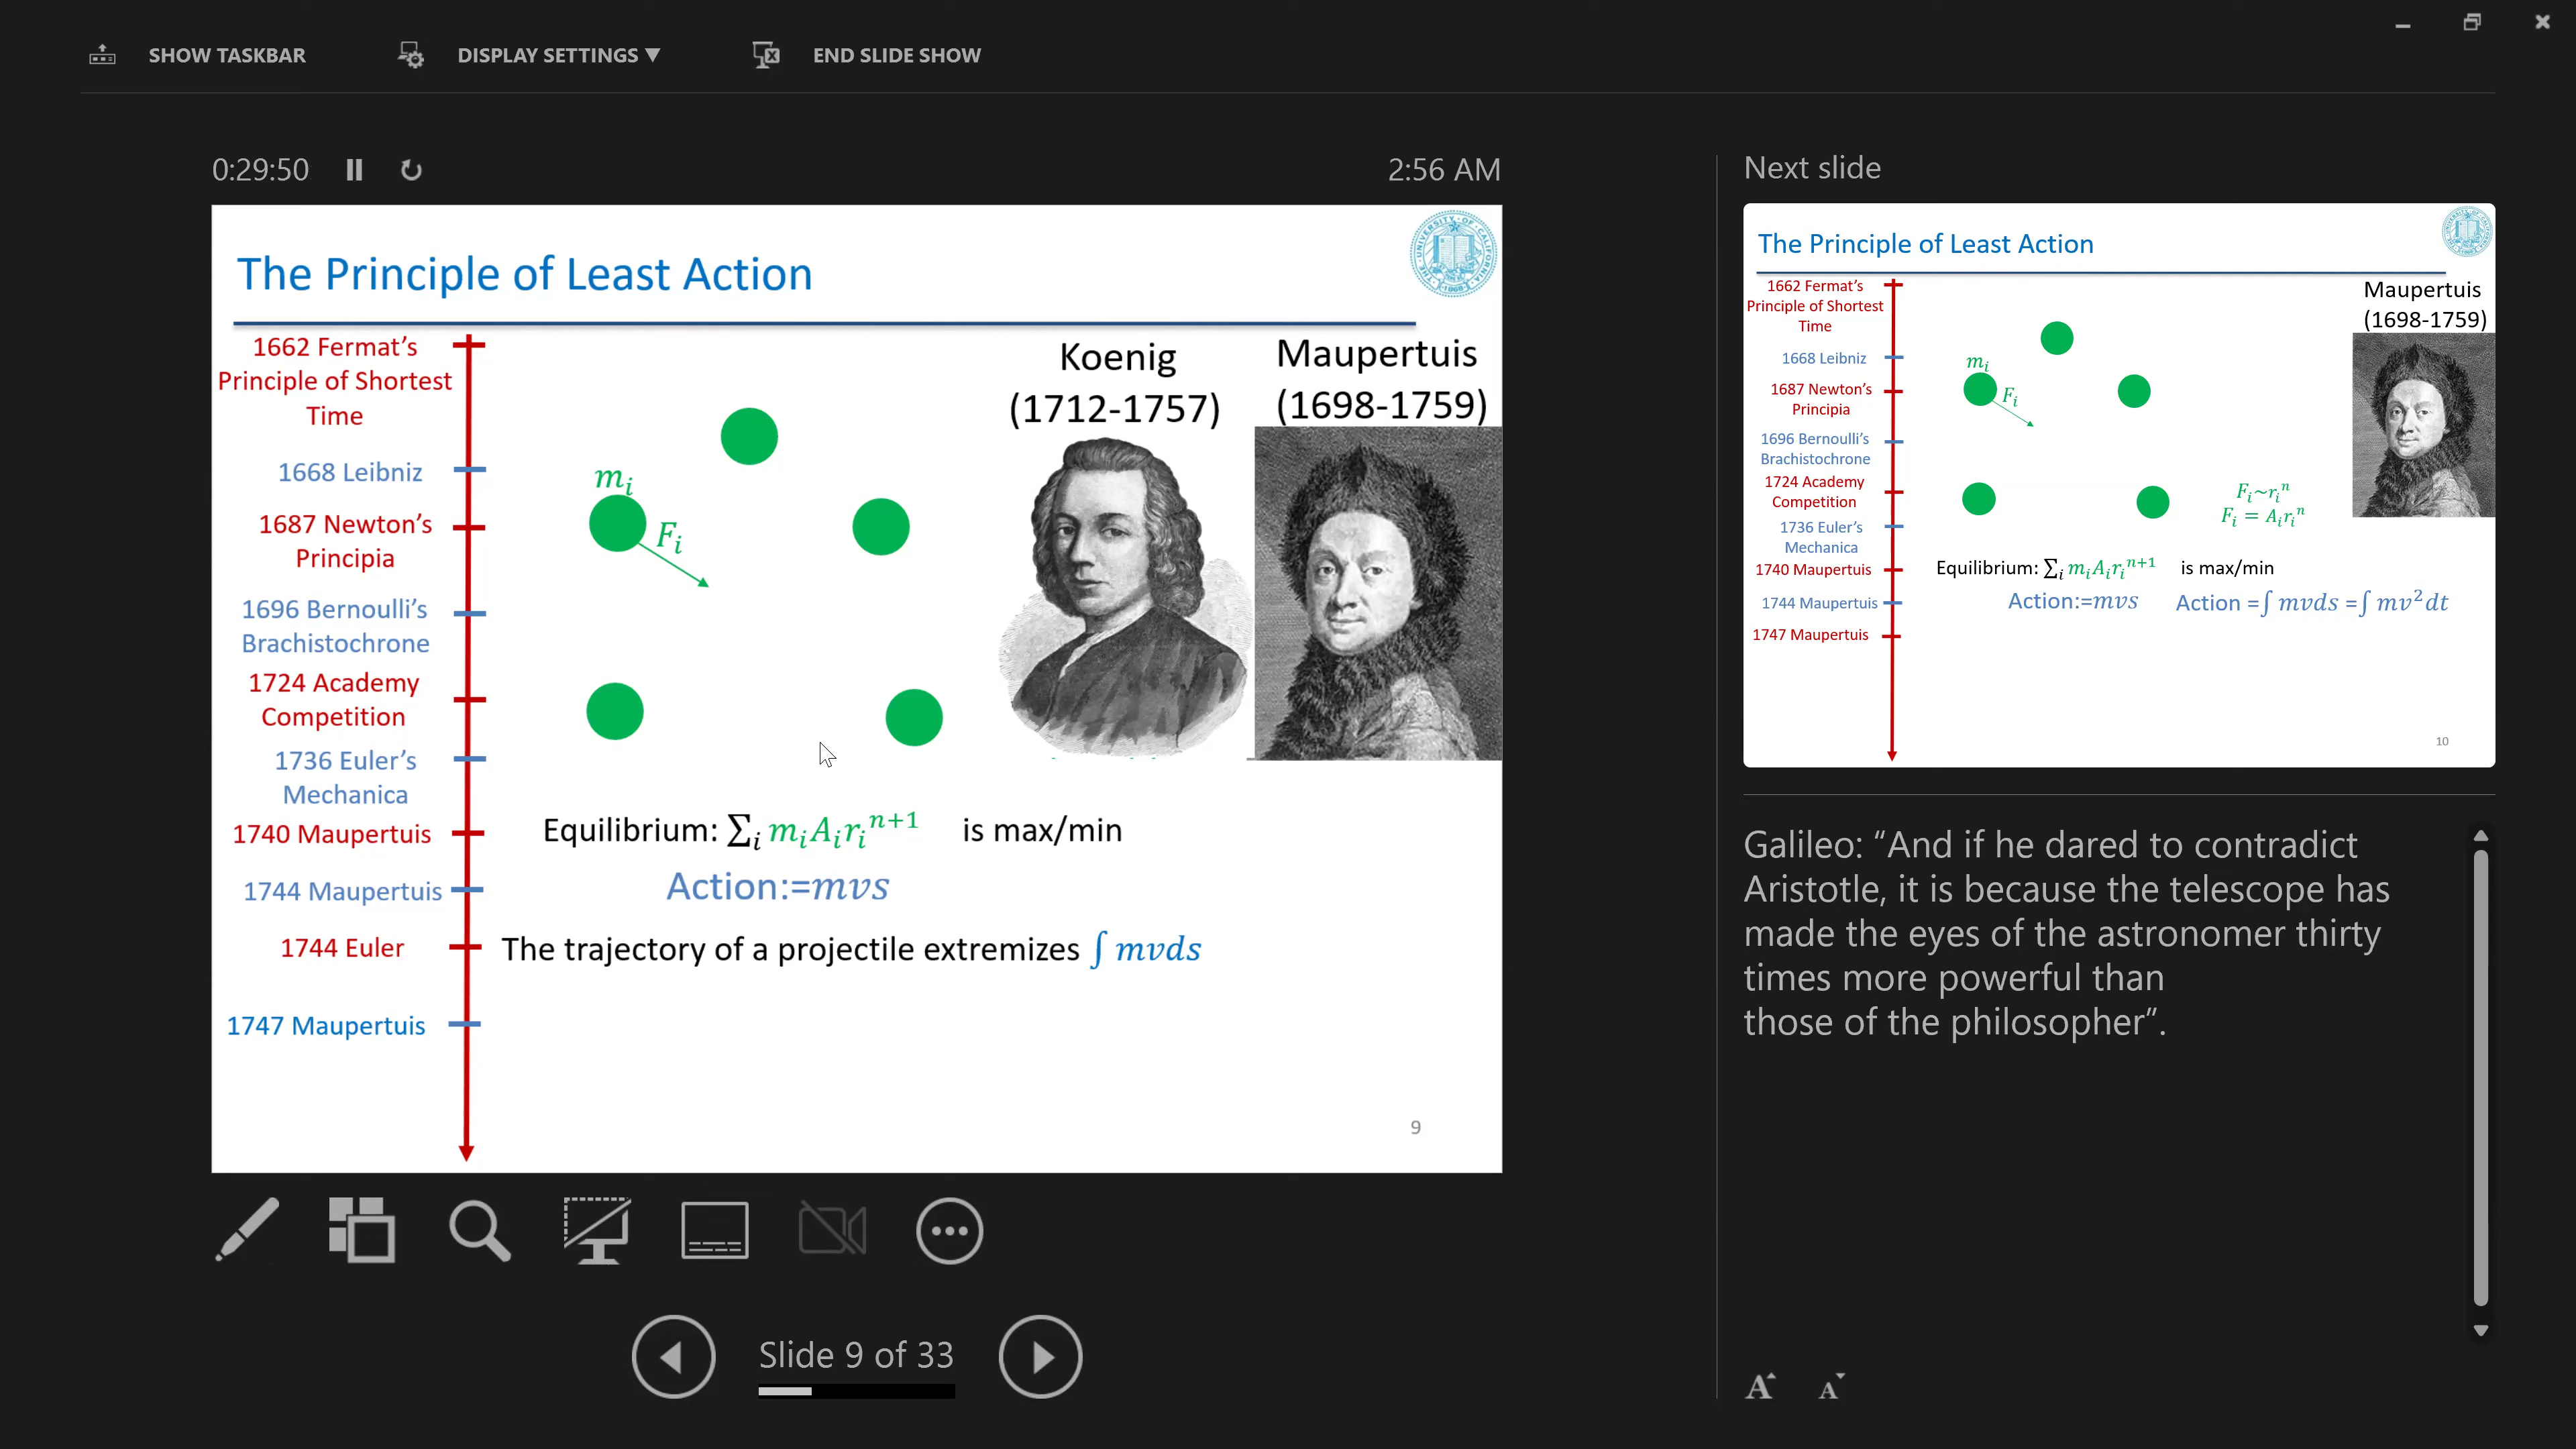 SHOW TASKBAR
DISPLAY SETTINGS ▼
END SLIDE SHOW
0:29:50
2:56 AM
The Principle of Least Action
1662 Fermat's
Principle of Shortest
Time
1668 Leibniz
1687 Newton's
Principia
1696 Bernoulli's
Brachistochrone
1724 Academy
Competition
1736 Euler's
Mechanica
1740 Maupertuis
1744 Maupertuis
1744 Euler
1747 Maupertuis
m_i
F_i
Koenig
(1712-1757)
Maupertuis
(1698-1759)
Equilibrium: ∑_i m_i A_i r_i^{n+1} is max/min
Action:=mvs
The trajectory of a projectile extremizes ∫ mvds
9
Slide 9 of 33
Next slide
The Principle of Least Action
1662 Fermat's
Principle of Shortest
Time
1668 Leibniz
1687 Newton's
Principia
1696 Bernoulli's
Brachistochrone
1724 Academy
Competition
1736 Euler's
Mechanica
1740 Maupertuis
1744 Maupertuis
1747 Maupertuis
m_i
F_i
Maupertuis
(1698-1759)
F_i~r_i^n
F_i = A_i r_i^n
Equilibrium: ∑_i m_i A_i r_i^{n+1} is max/min
Action:=mvs Action =∫ mvds =∫ mv^2dt
10
Galileo: “And if he dared to contradict
Aristotle, it is because the telescope has
made the eyes of the astronomer thirty
times more powerful than
those of the philosopher”.
A A